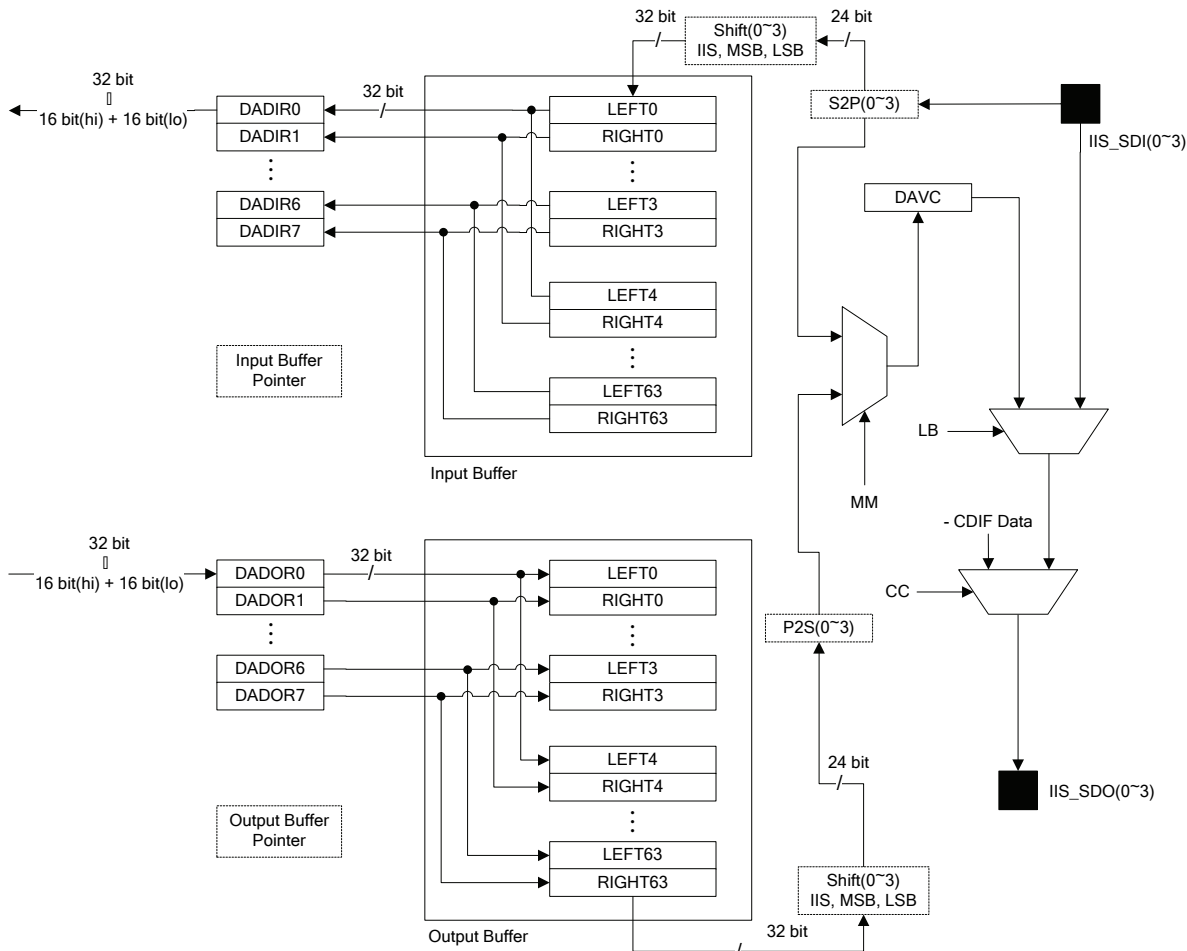 32 bit
24 bit
Shift(0~3)
IIS, MSB, LSB
32 bit
16 bit(hi) + 16 bit(lo)
DADIR0
DADIR1
DADIR6
DADIR7
32 bit
LEFT0
RIGHT0
LEFT3
RIGHT3
LEFT4
RIGHT4
LEFT63
RIGHT63
Input Buffer
Input Buffer
Pointer
S2P(0~3)
IIS_SDI(0~3)
DAVC
LB
MM
- CDIF Data
CC
32 bit
16 bit(hi) + 16 bit(lo)
DADOR0
DADOR1
DADOR6
DADOR7
32 bit
LEFT0
RIGHT0
LEFT3
RIGHT3
LEFT4
RIGHT4
LEFT63
RIGHT63
Output Buffer
Output Buffer
Pointer
P2S(0~3)
24 bit
IIS_SDO(0~3)
Shift(0~3)
IIS, MSB, LSB
32 bit